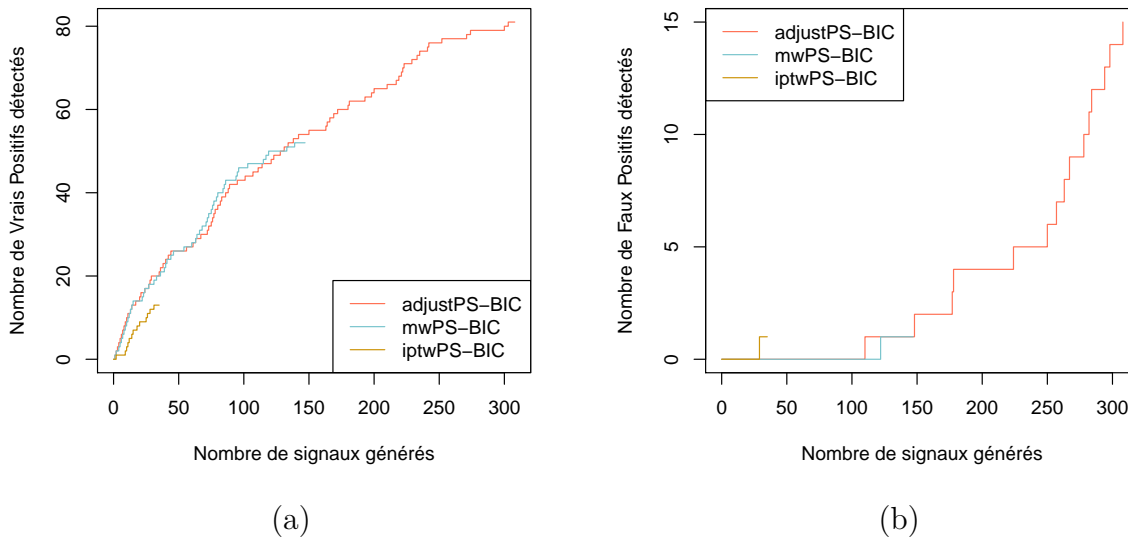 Nombre de Vrais Positifs détectés
80
60
40
20
0
adjustPS−BIC
mwPS−BIC
iptwPS−BIC
0 50 100 150 200 250 300
Nombre de signaux générés
(a)
Nombre de Faux Positifs détectés
15
10
5
0
adjustPS−BIC
mwPS−BIC
iptwPS−BIC
0 50 100 150 200 250 300
Nombre de signaux générés
(b)